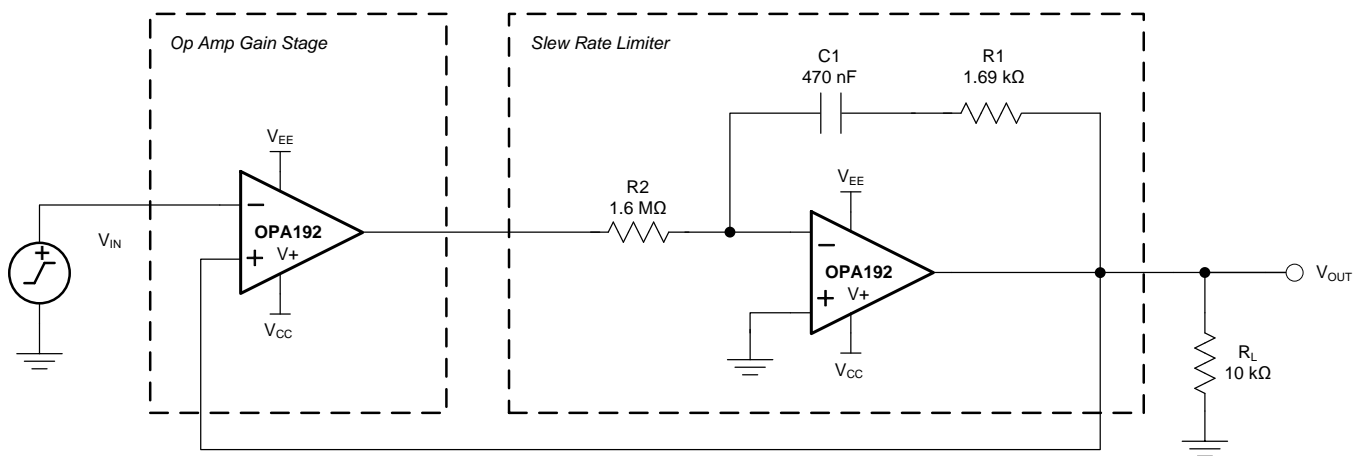 Op Amp Gain Stage
Slew Rate Limiter
C1
470 nF
R1
1.69 kΩ
VEE
R2
1.6 MΩ
VEE
VIN
+
−
OPA192
+
V+
VCC
−
OPA192
+
V+
VCC
VOUT
RL
10 kΩ